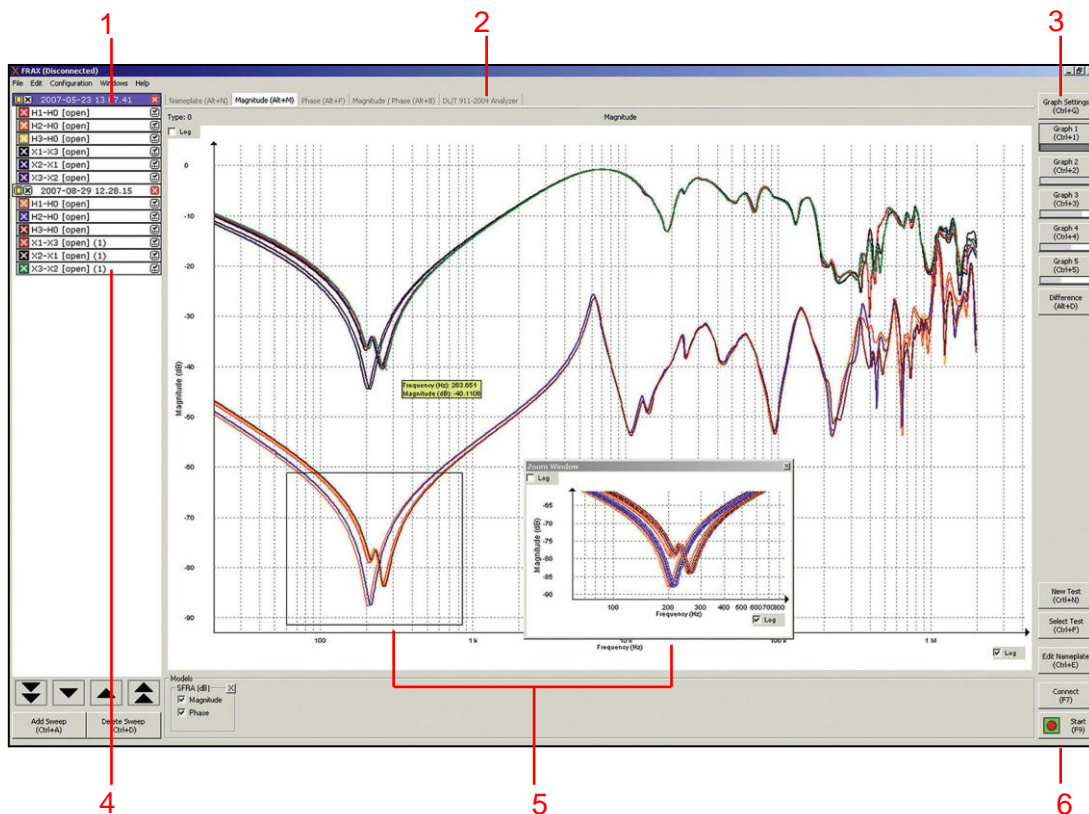 1
2
3
FRAX (Disconnected)
File Edit Configuration Windows Help
2007-05-23 13.07.41
H1-H0 [open]
H2-H0 [open]
H3-H0 [open]
X1-X3 [open]
X2-X1 [open]
X3-X2 [open]
2007-08-29 12.28.15
H1-H0 [open]
H2-H0 [open]
H3-H0 [open]
X1-X3 [open] (1)
X2-X1 [open] (1)
X3-X2 [open] (1)
Nameplate (Alt+N) Magnitude (Alt+M) Phase (Alt+P) Magnitude / Phase (Alt+B) DL/T 911-2004 Analyzer
Type: 0
Magnitude
Log
0
-10
-20
-30
-40
-50
-60
-70
-80
-90
Magnitude (dB)
Frequency (Hz): 263.651
Magnitude (dB): -40.1106
100 1 k 10 k 100 k 1 M
Frequency (Hz)
Log
Zoom Window
Log
-65
-70
-75
-80
-85
-90
Magnitude (dB)
100 200 300 400 500 600 700 800
Frequency (Hz)
Log
Graph Settings
(Ctrl+G)
Graph 1
(Ctrl+1)
Graph 2
(Ctrl+2)
Graph 3
(Ctrl+3)
Graph 4
(Ctrl+4)
Graph 5
(Ctrl+5)
Difference
(Alt+D)
New Test
(Crtl+N)
Select Test
(Ctrl+F)
Edit Nameplate
(Ctrl+E)
Connect
(F7)
Start
(F9)
Models
SFRA (dB)
Magnitude
Phase
Add Sweep
(Ctrl+A)
Delete Sweep
(Ctrl+D)
4
5
6